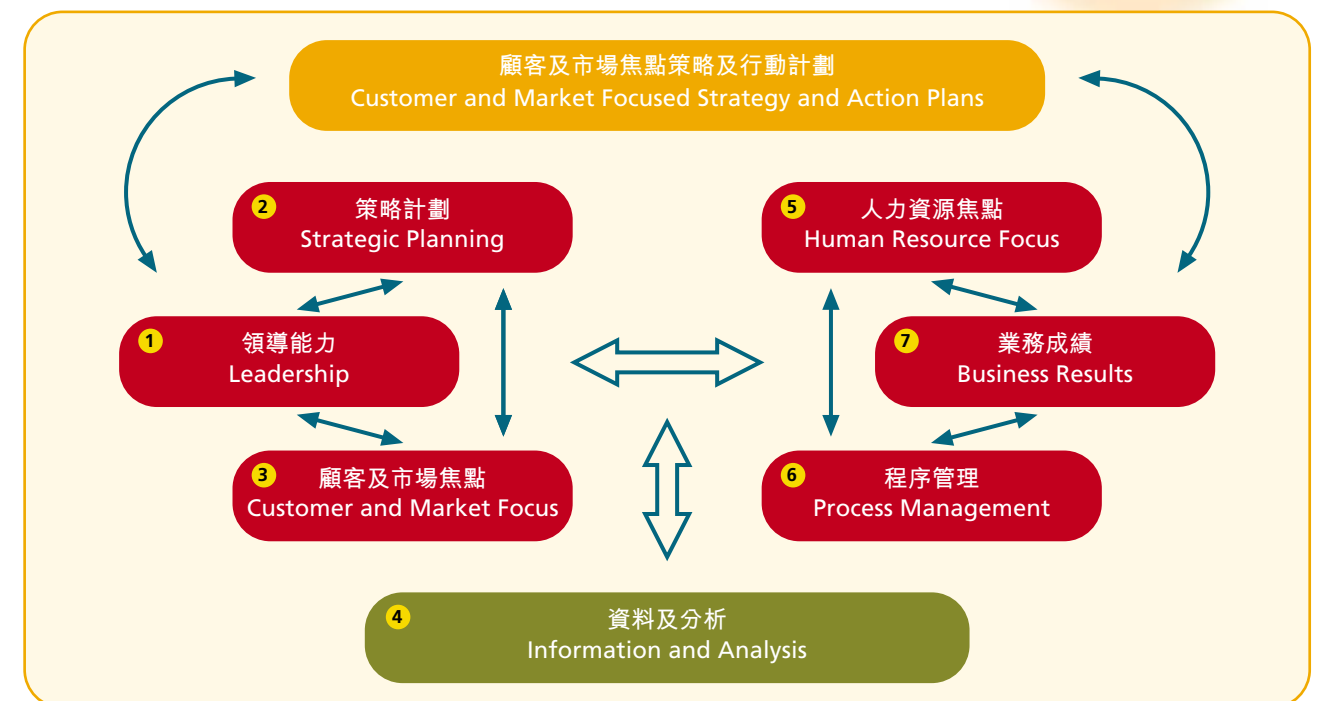 顧客及市場焦點策略及行動計劃
Customer and Market Focused Strategy and Action Plans
2
策略計劃
Strategic Planning
5
人力資源焦點
Human Resource Focus
1
領導能力
Leadership
7
業務成績
Business Results
3
顧客及市場焦點
Customer and Market Focus
6
程序管理
Process Management
4
資料及分析
Information and Analysis